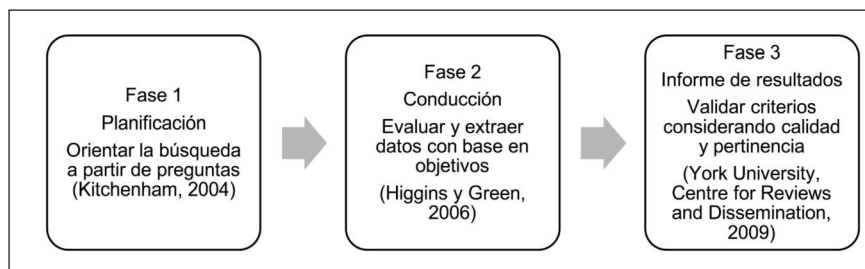 Fase 1
Planificación
Orientar la búsqueda
a partir de preguntas
(Kitchenham, 2004)
Fase 2
Conducción
Evaluar y extraer
datos con base en
objetivos
(Higgins y Green,
2006)
Fase 3
Informe de resultados
Validar criterios
considerando calidad
y pertinencia
(York University,
Centre for Reviews
and Dissemination,
2009)